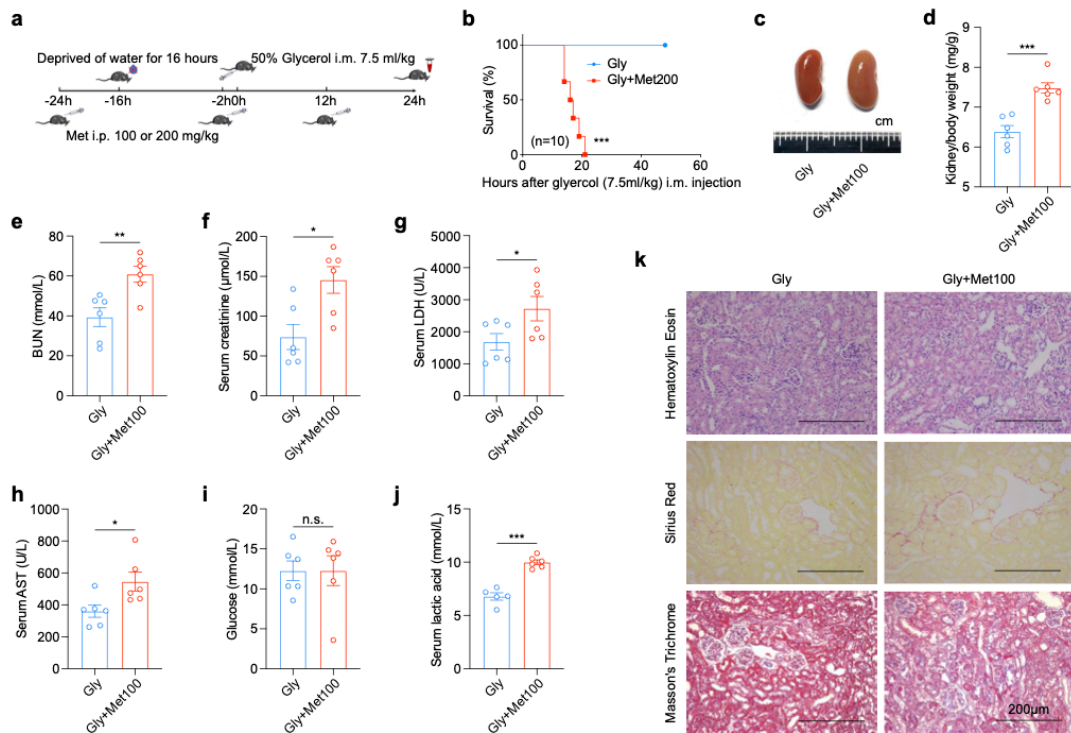 a
Deprived of water for 16 hours
50% Glycerol i.m. 7.5 ml/kg
-24h
-16h
-2h
00h
12h
24h
Met i.p. 100 or 200 mg/kg
b
Survival (%)
100
50
0
Gly
Gly+Met200
(n=10)
***
0
20
40
60
Hours after glyercol (7.5ml/kg) i.m. injection
c
cm
Gly
Gly+Met100
d
Kidney/body weight (mg/g)
9
8
7
6
5
***
Gly
Gly+Met100
e
BUN (mmol/L)
80
60
40
20
0
**
Gly
Gly+Met100
f
Serum creatinine (μmol/L)
200
150
100
50
0
*
Gly
Gly+Met100
g
Serum LDH (U/L)
5000
4000
3000
2000
1000
0
*
Gly
Gly+Met100
h
Serum AST (U/L)
1000
800
600
400
200
0
*
Gly
Gly+Met100
i
Glucose (mmol/L)
20
15
10
5
0
n.s.
Gly
Gly+Met100
j
Serum lactic acid (mmol/L)
15
10
5
0
***
Gly
Gly+Met100
k
Gly
Gly+Met100
Hematoxylin Eosin
Sirius Red
Masson's Trichrome
200μm